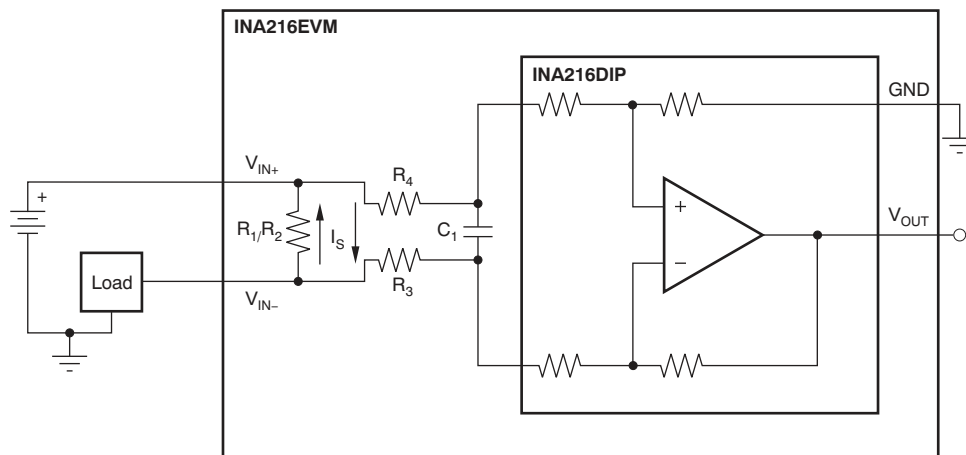 INA216EVM
INA216DIP
GND
V_IN+
R_4
+
R_1/R_2
I_S
C_1
+
V_OUT
Load
R_3
−
V_IN−